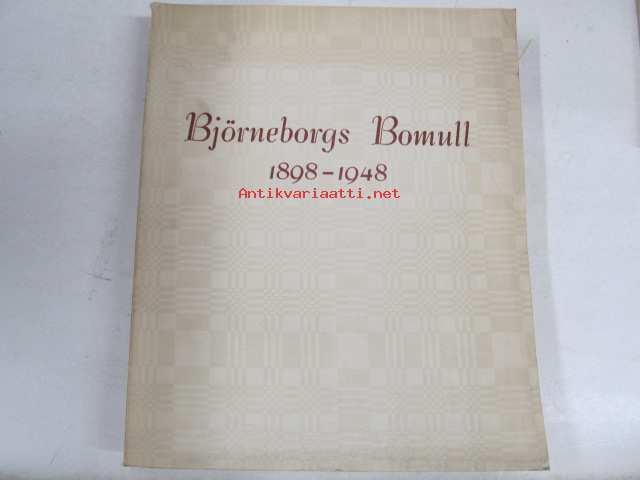 Björneborgs Bomull
1898-1948
Antikvariaatti.net